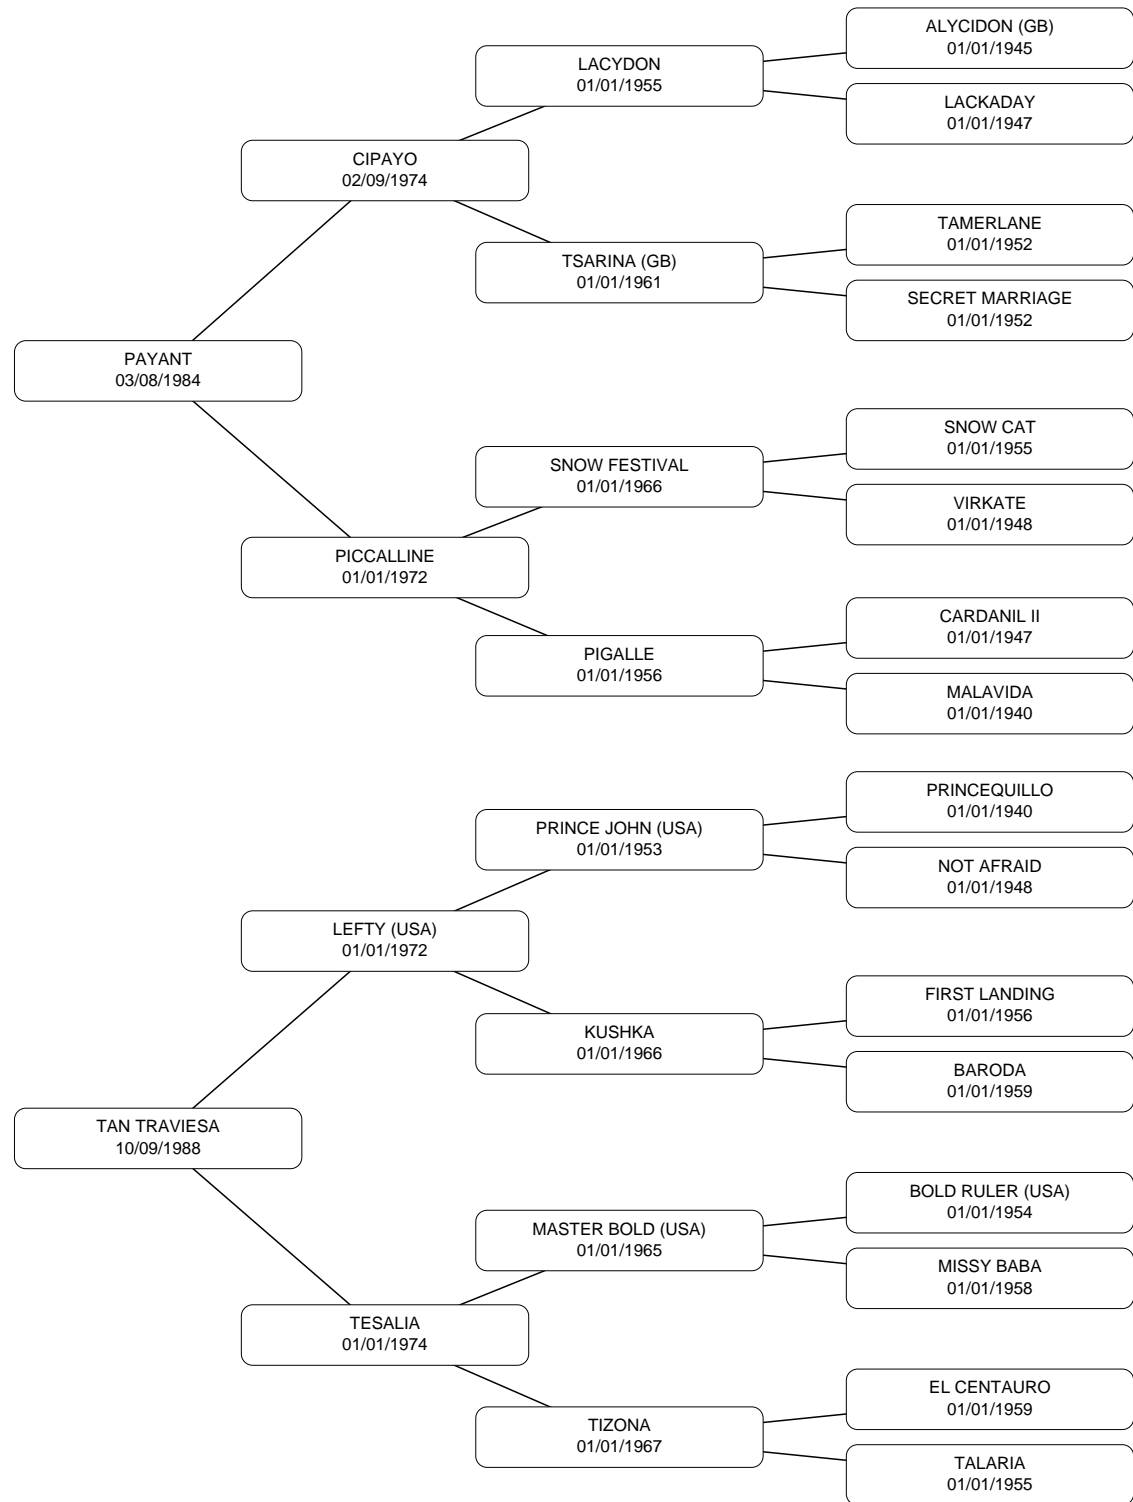 ALYCIDON (GB)
01/01/1945
LACYDON
01/01/1955
LACKADAY
01/01/1947
CIPAYO
02/09/1974
TAMERLANE
01/01/1952
TSARINA (GB)
01/01/1961
SECRET MARRIAGE
01/01/1952
PAYANT
03/08/1984
SNOW CAT
01/01/1955
SNOW FESTIVAL
01/01/1966
VIRKATE
01/01/1948
PICCALLINE
01/01/1972
CARDANIL II
01/01/1947
PIGALLE
01/01/1956
MALAVIDA
01/01/1940
PRINCEQUILLO
01/01/1940
PRINCE JOHN (USA)
01/01/1953
NOT AFRAID
01/01/1948
LEFTY (USA)
01/01/1972
FIRST LANDING
01/01/1956
KUSHKA
01/01/1966
BARODA
01/01/1959
TAN TRAVIESA
10/09/1988
BOLD RULER (USA)
01/01/1954
MASTER BOLD (USA)
01/01/1965
MISSY BABA
01/01/1958
TESALIA
01/01/1974
EL CENTAURO
01/01/1959
TIZONA
01/01/1967
TALARIA
01/01/1955